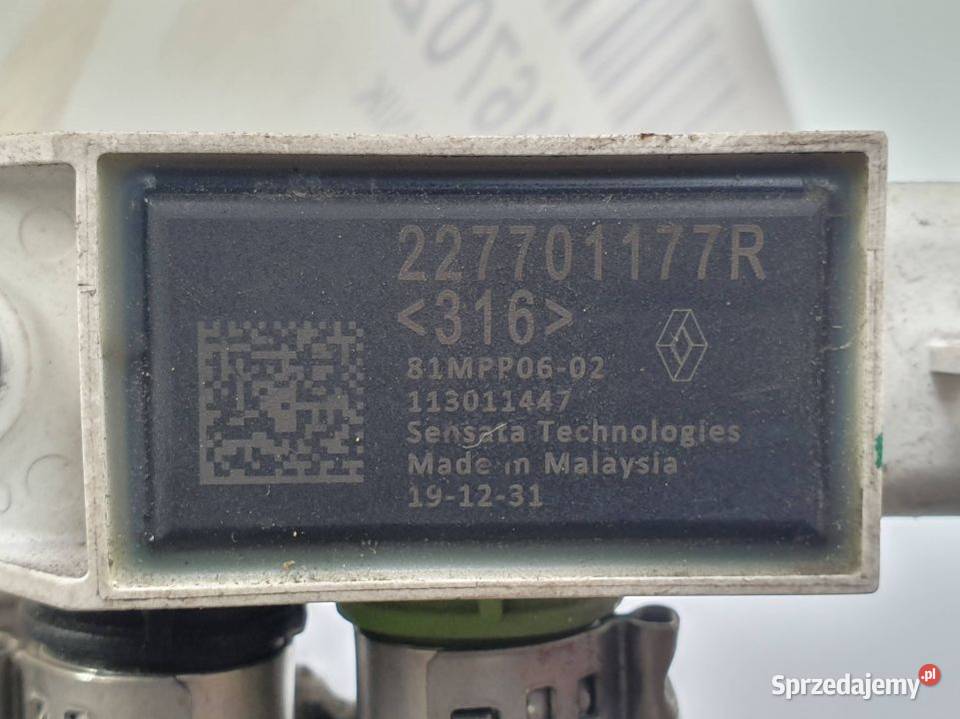 227701177R
<316>
81MPP06-02
113011447
Sensata Technologies
Made in Malaysia
19-12-31
Sprzedajemy.pl